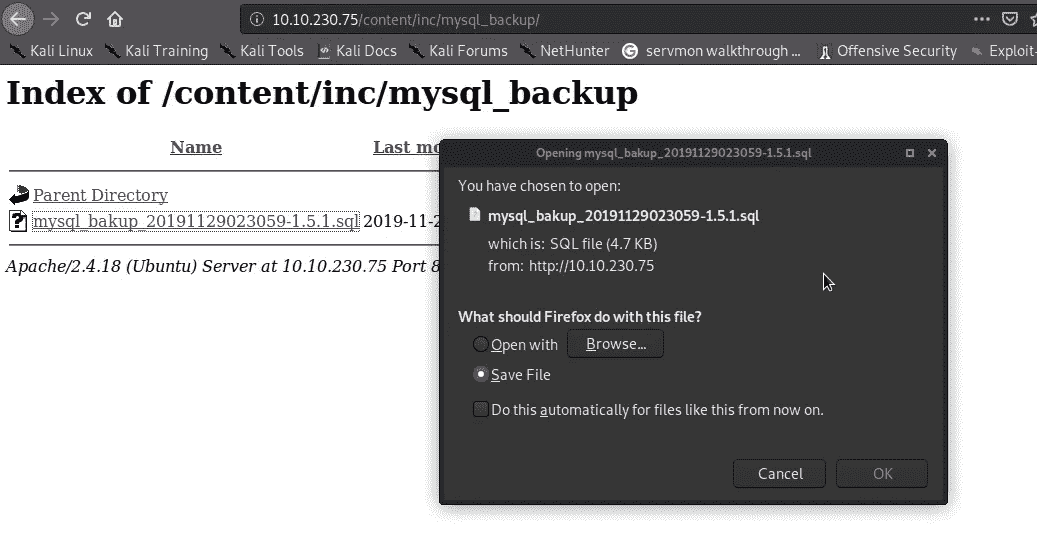 10.10.230.75/content/inc/mysql_backup/
Kali Linux Kali Training Kali Tools Kali Docs Kali Forums NetHunter servmon walkthrough ... Offensive Security Exploit-
Index of /content/inc/mysql_backup
Name Last mo
Parent Directory
mysql_bakup_20191129023059-1.5.1.sql 2019-11-2
Apache/2.4.18 (Ubuntu) Server at 10.10.230.75 Port 8
Opening mysql_bakup_20191129023059-1.5.1.sql
You have chosen to open:
mysql_bakup_20191129023059-1.5.1.sql
which is: SQL file (4.7 KB)
from: http://10.10.230.75
What should Firefox do with this file?
Open with Browse...
Save File
Do this automatically for files like this from now on.
Cancel OK